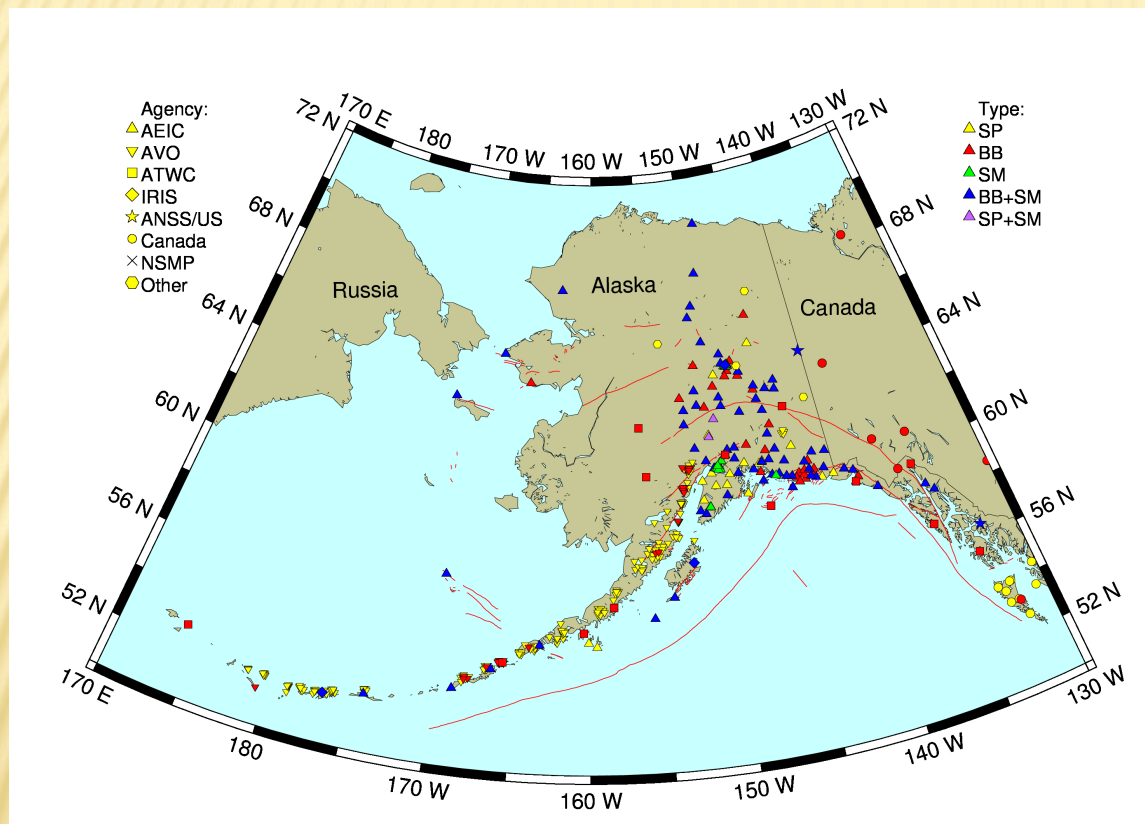 Agency:
AEIC
AVO
ATWC
IRIS
ANSS/US
Canada
NSMP
Other
Type:
SP
BB
SM
BB+SM
SP+SM
170 E
180
170 W
160 W
150 W
140 W
130 W
72 N
68 N
64 N
60 N
56 N
52 N
72 N
68 N
64 N
60 N
56 N
52 N
Russia
Alaska
Canada
170 E
180
170 W
160 W
150 W
140 W
130 W